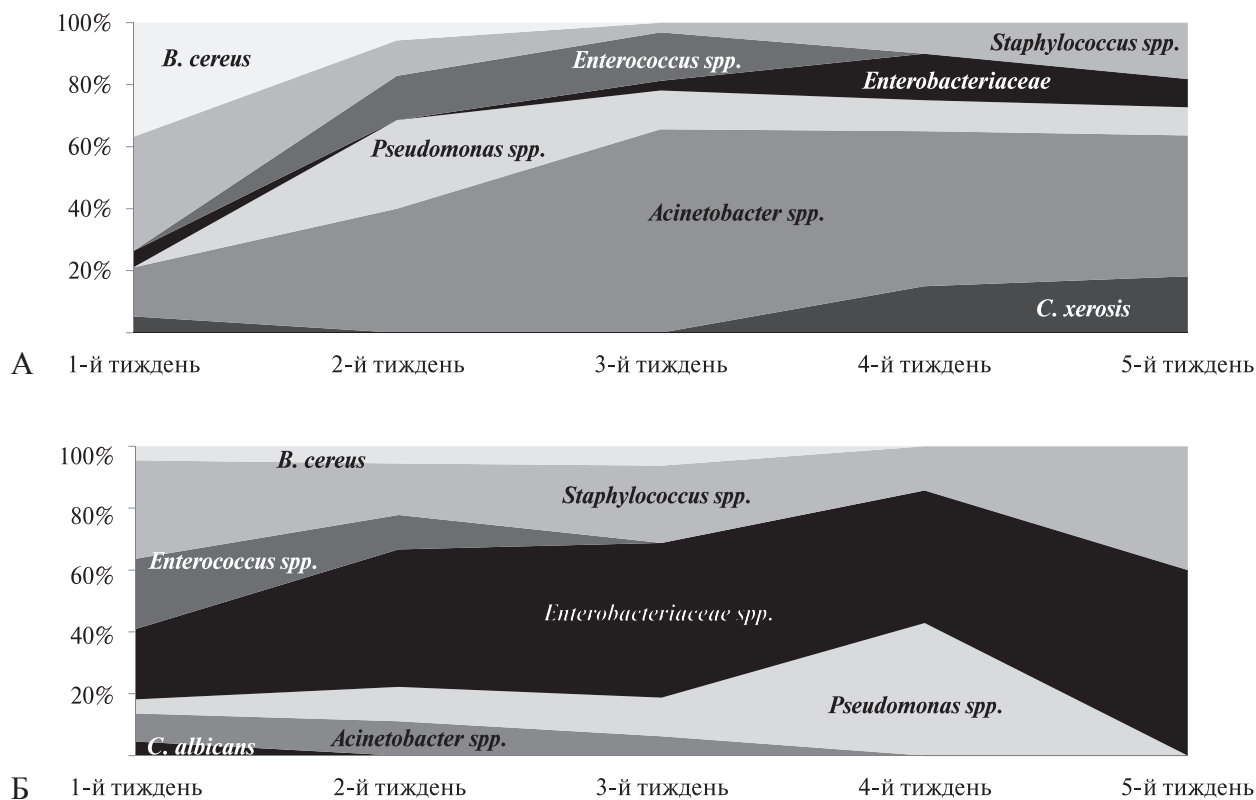 100%
B. cereus
Staphylococcus spp.
Enterococcus spp.
80%
Enterobacteriaceae
60%
Pseudomonas spp.
40%
Acinetobacter spp.
20%
C. xerosis
А 1-й тиждень 2-й тиждень 3-й тиждень 4-й тиждень 5-й тиждень
100%
B. cereus
Staphylococcus spp.
80%
Enterococcus spp.
60%
Enterobacteriaceae spp.
40%
20%
Pseudomonas spp.
Acinetobacter spp.
C. albicans
Б 1-й тиждень 2-й тиждень 3-й тиждень 4-й тиждень 5-й тиждень